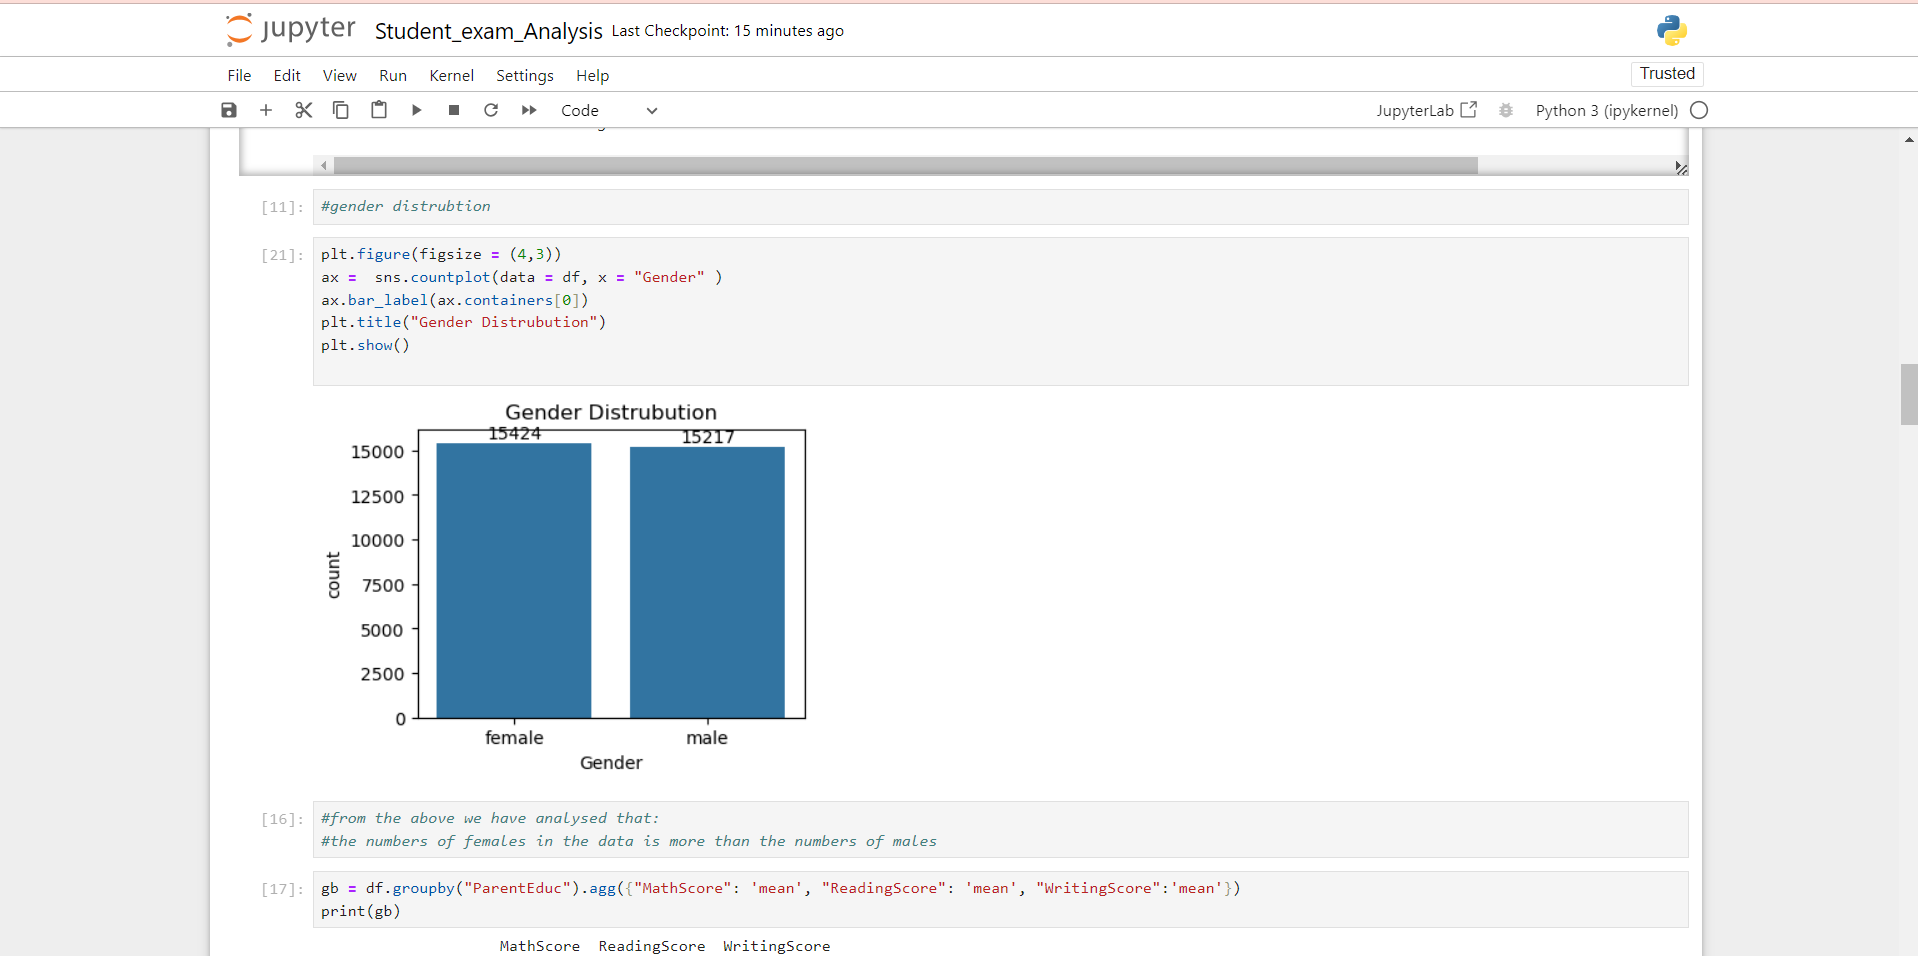 jupyter Student_exam_Analysis Last Checkpoint: 15 minutes ago
File Edit View Run Kernel Settings Help
Trusted
Code
JupyterLab
Python 3 (ipykernel)
[11]:
#gender distrubtion
[21]:
plt.figure(figsize = (4,3))
ax =  sns.countplot(data = df, x = "Gender" )
ax.bar_label(ax.containers[0])
plt.title("Gender Distrubution")
plt.show()
Gender Distrubution
15424
15217
15000
12500
10000
7500
5000
2500
0
count
female
male
Gender
[16]:
#from the above we have analysed that:
#the numbers of females in the data is more than the numbers of males
[17]:
gb = df.groupby("ParentEduc").agg({"MathScore": 'mean', "ReadingScore": 'mean', "WritingScore":'mean'})
print(gb)
MathScore  ReadingScore  WritingScore